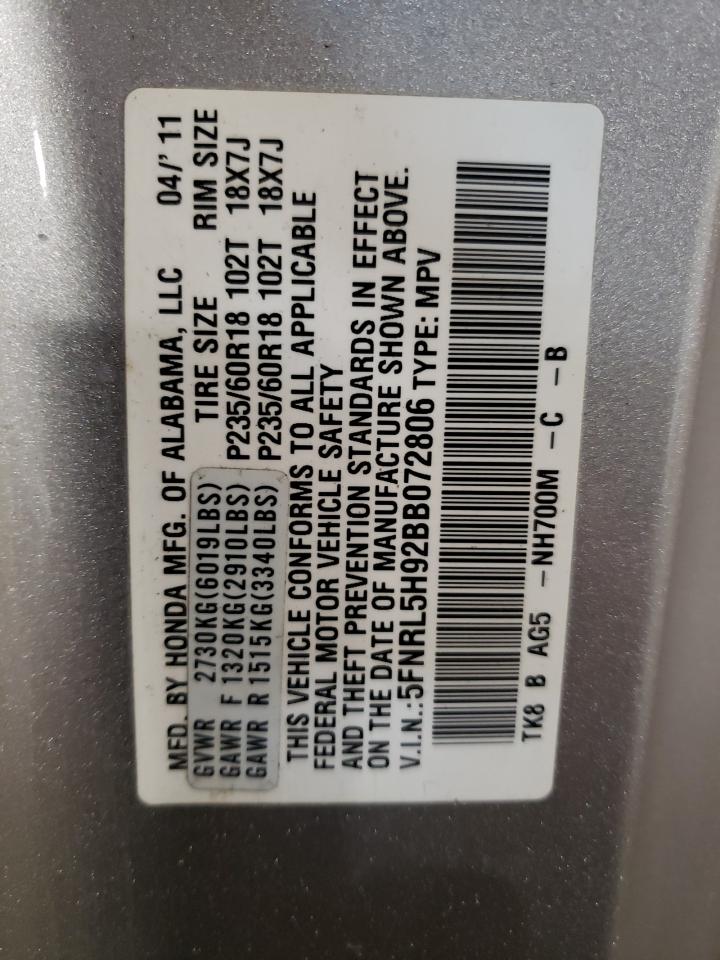 MFD. BY HONDA MFG. OF ALABAMA, LLC 04/'11
GVWR 2730KG(6019LBS) TIRE SIZE RIM SIZE
GAWR F 1320KG(2910LBS) P235/60R18 102T 18X7J
GAWR R 1515KG(3340LBS) P235/60R18 102T 18X7J
THIS VEHICLE CONFORMS TO ALL APPLICABLE
FEDERAL MOTOR VEHICLE SAFETY
AND THEFT PREVENTION STANDARDS IN EFFECT
ON THE DATE OF MANUFACTURE SHOWN ABOVE.
V.I.N.:5FNRL5H92BB072806 TYPE: MPV
TK8 B AG5 -NH700M -C -B